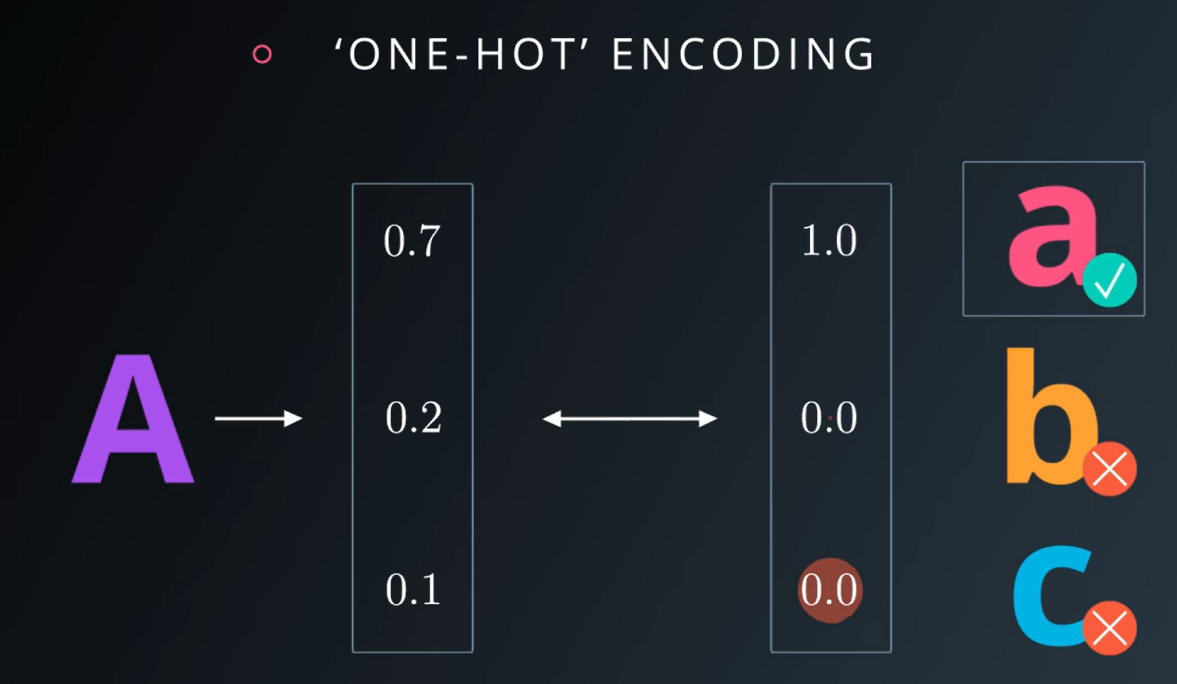 ‘ONE-HOT’ ENCODING
0.7 1.0 a
A 0.2 0.0 b
0.1 0.0 c